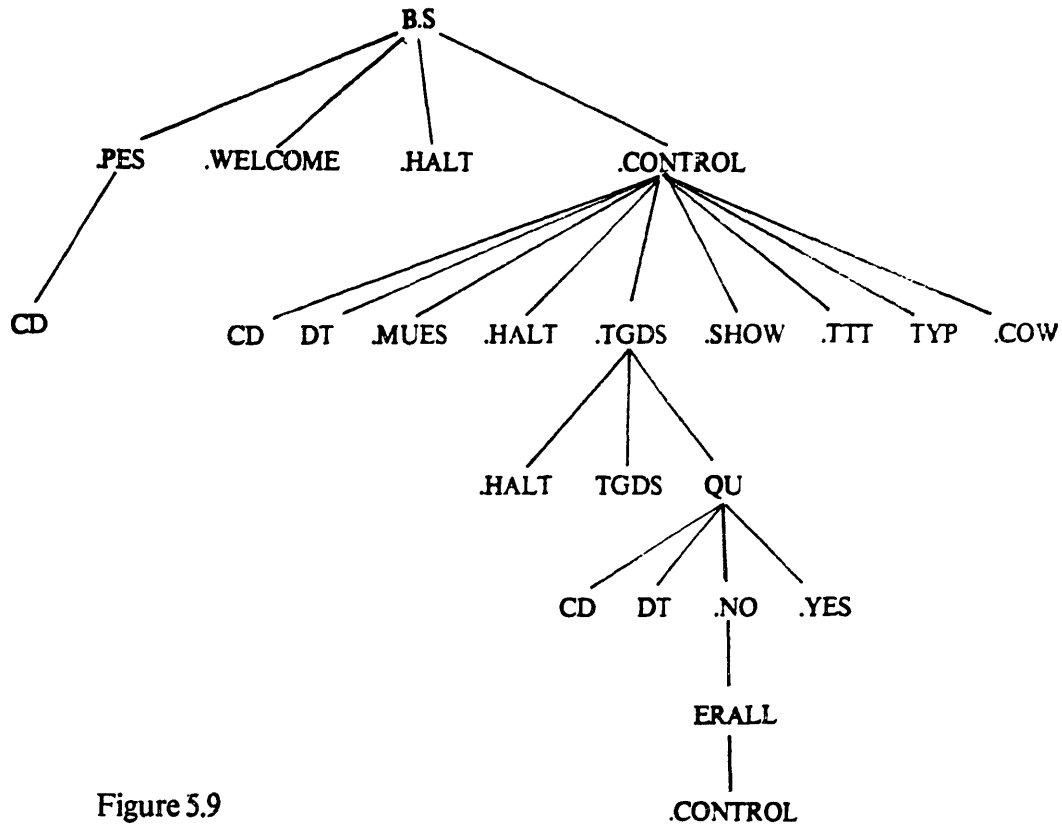 B.S
.PES .WELCOME .HALT .CONTROL
CD CD DT .MUES .HALT .TGDS .SHOW .TTT TYP .COW
.HALT TGDS QU
CD DT .NO .YES
ERALL
.CONTROL
Figure 5.9